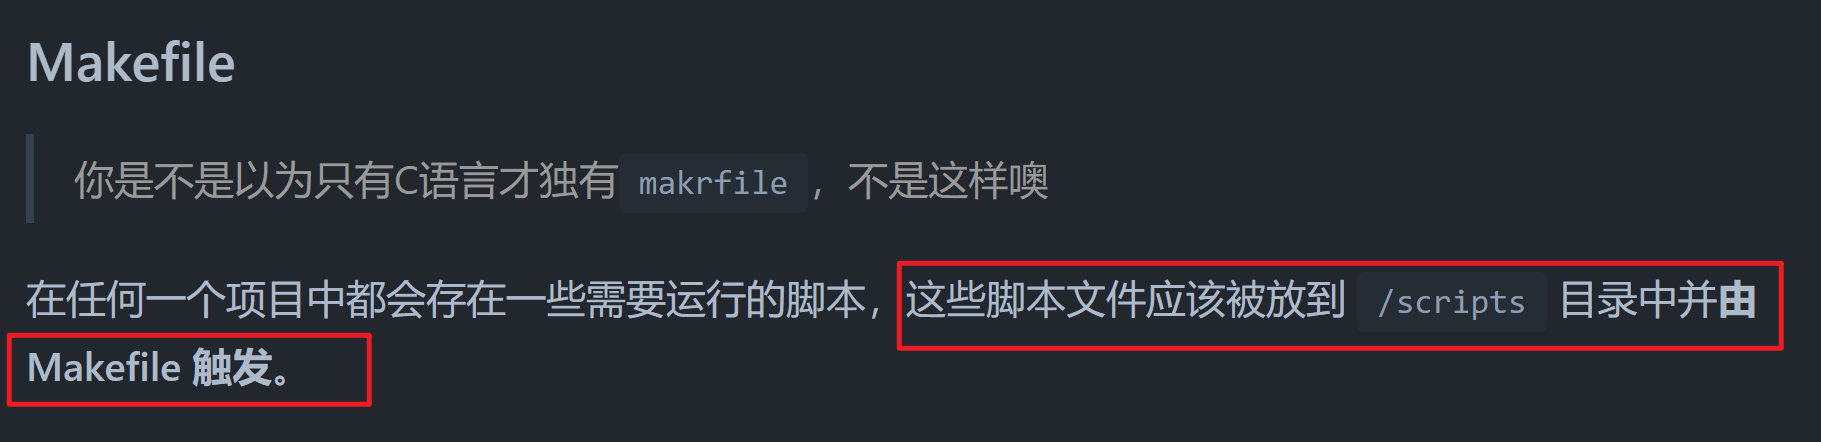 Makefile
你是不是以为只有C语言才独有 makrfile ，不是这样噢
在任何一个项目中都会存在一些需要运行的脚本，这些脚本文件应该被放到 /scripts 目录中并由
Makefile 触发。